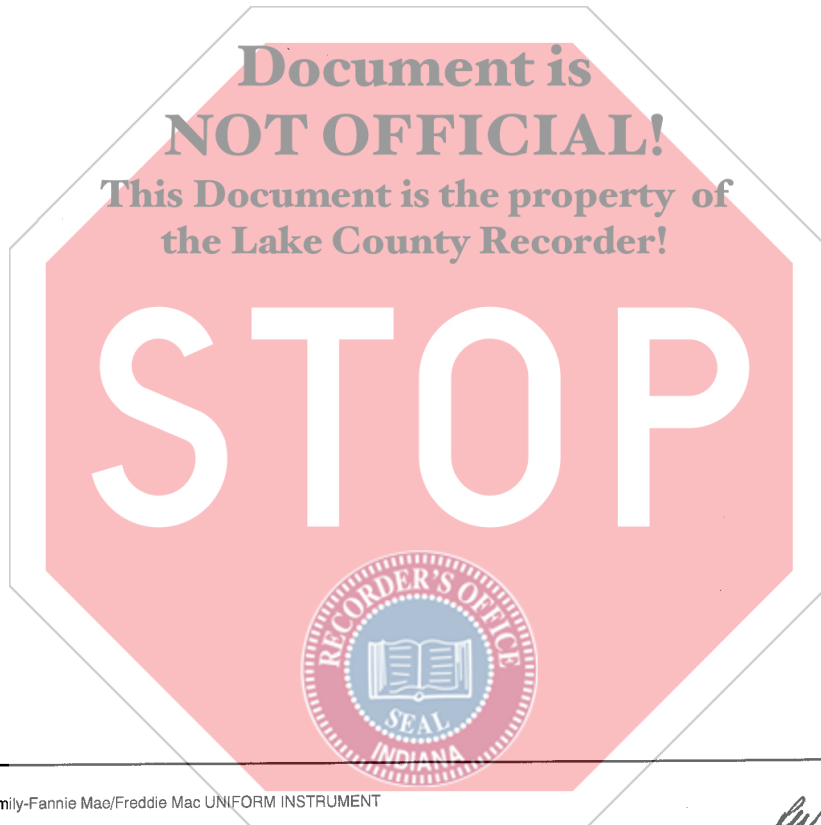 Document is
NOT OFFICIAL!
This Document is the property of
the Lake County Recorder!
STOP
RECORDER'S OFFICE
SEAL
INDIANA
mily-Fannie Mae/Freddie Mac UNIFORM INSTRUMENT